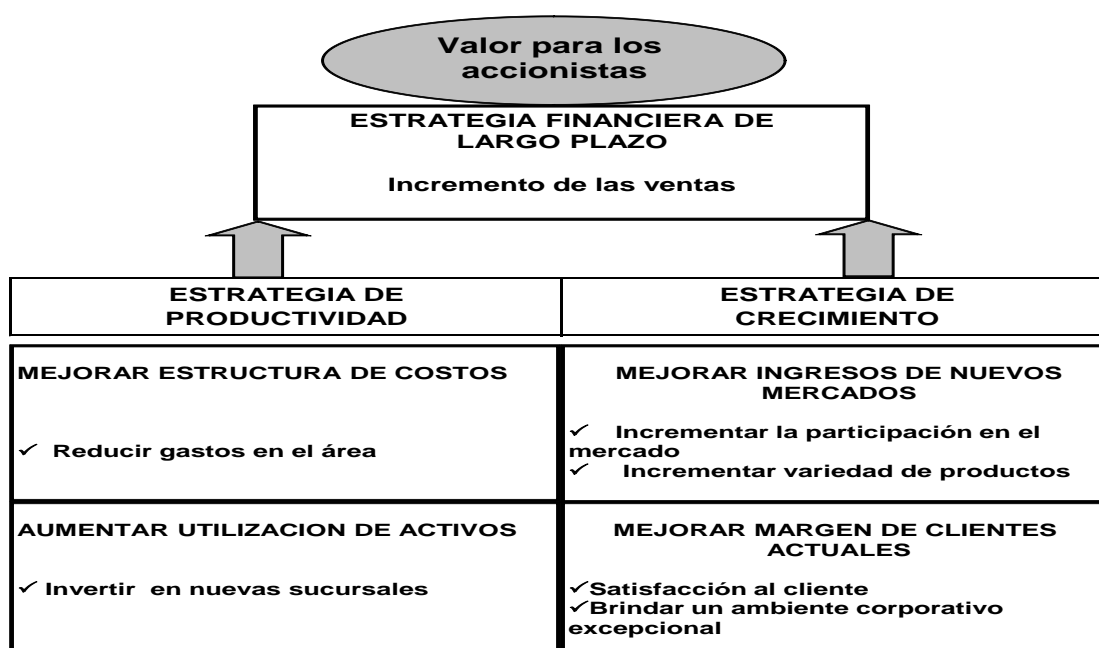 Valor para los
accionistas
ESTRATEGIA FINANCIERA DE
LARGO PLAZO
Incremento de las ventas
ESTRATEGIA DE
PRODUCTIVIDAD
ESTRATEGIA DE
CRECIMIENTO
MEJORAR ESTRUCTURA DE COSTOS
✓ Reducir gastos en el área
MEJORAR INGRESOS DE NUEVOS
MERCADOS
✓ Incrementar la participación en el
mercado
✓ Incrementar variedad de productos
AUMENTAR UTILIZACION DE ACTIVOS
✓ Invertir en nuevas sucursales
MEJORAR MARGEN DE CLIENTES
ACTUALES
✓Satisfacción al cliente
✓Brindar un ambiente corporativo
excepcional